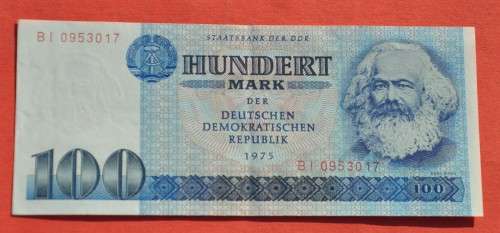 STAATSBANK DER DDR
BI 0953017
HUNDERT
MARK
DER
DEUTSCHEN
DEMOKRATISCHEN
REPUBLIK
1975
BI 0953017
100
100